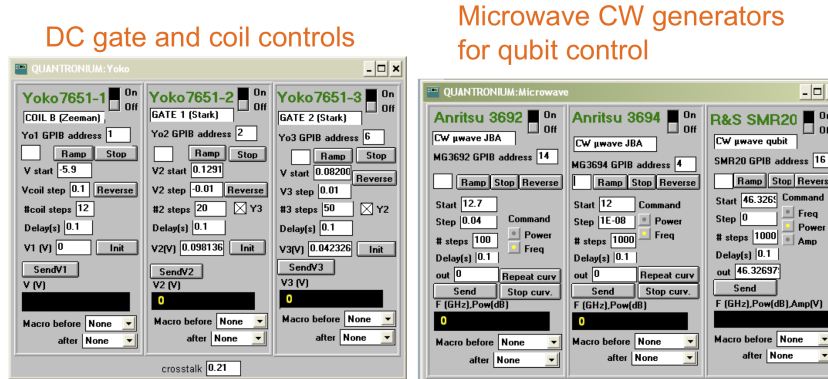 DC gate and coil controls
Microwave CW generators
for qubit control
QUANTRONIUM:Yoko
Yoko7651-1 On
Off
COIL B (Zeeman)
Yo1 GPIB address 1
Ramp Stop
V start -5.9
Vcoil step 0.1 Reverse
#coil steps 12
Delay(s) 0.1
V1 (V) 0 Init
SendV1
V (V)
Macro before None
after None
Yoko7651-2 On
Off
GATE 1 (Stark)
Yo2 GPIB address 2
Ramp Stop
V2 start 0.1291
V2 step -0.01 Reverse
#2 steps 20 Y3
Delay(s) 0.1
V2(V) 0.098136 Init
SendV2
V2 (V)
0
Macro before None
after None
Yoko7651-3 On
Off
GATE 2 (Stark)
Yo3 GPIB address 6
Ramp Stop
V start 0.08200 Reverse
V3 step 0.01
#3 steps 50 Y2
Delay(s) 0.1
V3(V) 0.042326 Init
SendV3
V3 (V)
0
Macro before None
after None
crosstalk 0.21
QUANTRONIUM:Microwave
Anritsu 3692 On
Off
CW µwave JBA
MG3692 GPIB address 14
Ramp Stop Reverse
Start 12.7
Step 0.04 Command
# steps 100 Power
Freq
Delay(s) 0.1
out 0 Repeat curv
Send Stop curv.
F (GHz),Pow(dB)
0
Macro before None
after None
Anritsu 3694 On
Off
CW µwave JBA
MG3694 GPIB address 4
Ramp Stop Reverse
Start 12 Command
Step 1E-08 Power
# steps 1000 Freq
Delay(s) 0.1
out 0 Repeat curv
Send Stop curv.
F (GHz),Pow(dB)
0
Macro before None
after None
R&S SMR20 On
Off
CW µwave qubit
SMR20 GPIB address 16
Ramp Stop Reverse
Start 46.3269 Command
Step 0 Freq
# steps 1000 Power
Amp
Delay(s) 0.1
out 46.32697
Send
F (GHz),Pow(dB),Amp(V)
Macro before None
after None